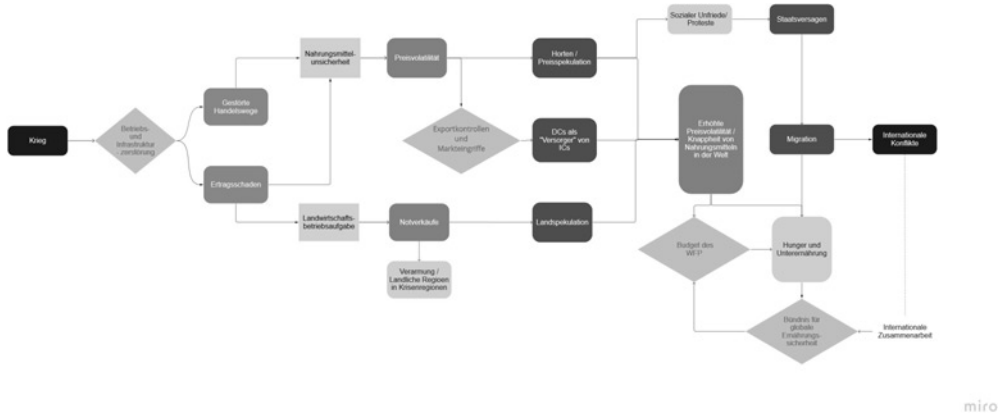 Krieg
Betriebs-
und
Infrastruktur
- zerstörung
Gestörte
Handelswege
Ertragsschäden
Nahrungsmittel-
unsicherheit
Landwirtschafts-
betriebsaufgabe
Preisvolatilität
Exportkontrollen
und
Markteingriffe
Notverkäufe
Verarmung /
Ländliche Regioen
in Krisenregionen
Horten /
Preisspekulation
DCs als
"Versorger" von
ICs
Landspekulation
Sozialer Unfriede/
Proteste
Erhöhte
Preisvolatilität /
Knappheit von
Nahrungsmitteln
in der Welt
Budget des
WFP
Staatsversagen
Migration
Hunger und
Unterernährung
Bündnis für
globale
Ernährungs-
sicherheit
Internationale
Konflikte
Internationale
Zusammenarbeit
miro